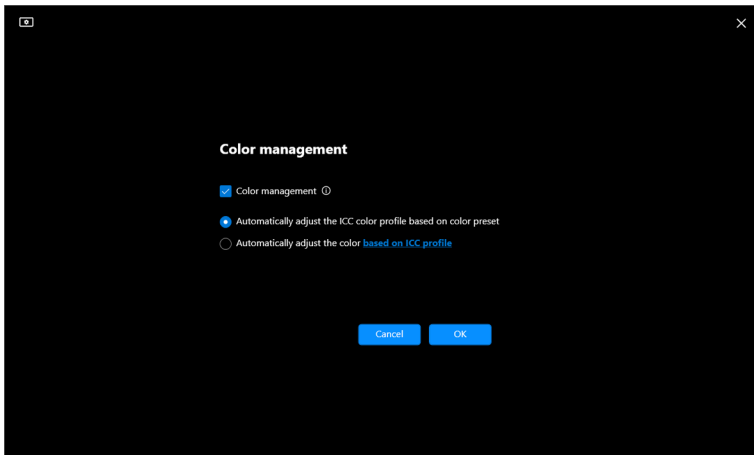 Color management
Color management
Automatically adjust the ICC color profile based on color preset
Automatically adjust the color based on ICC profile
Cancel OK